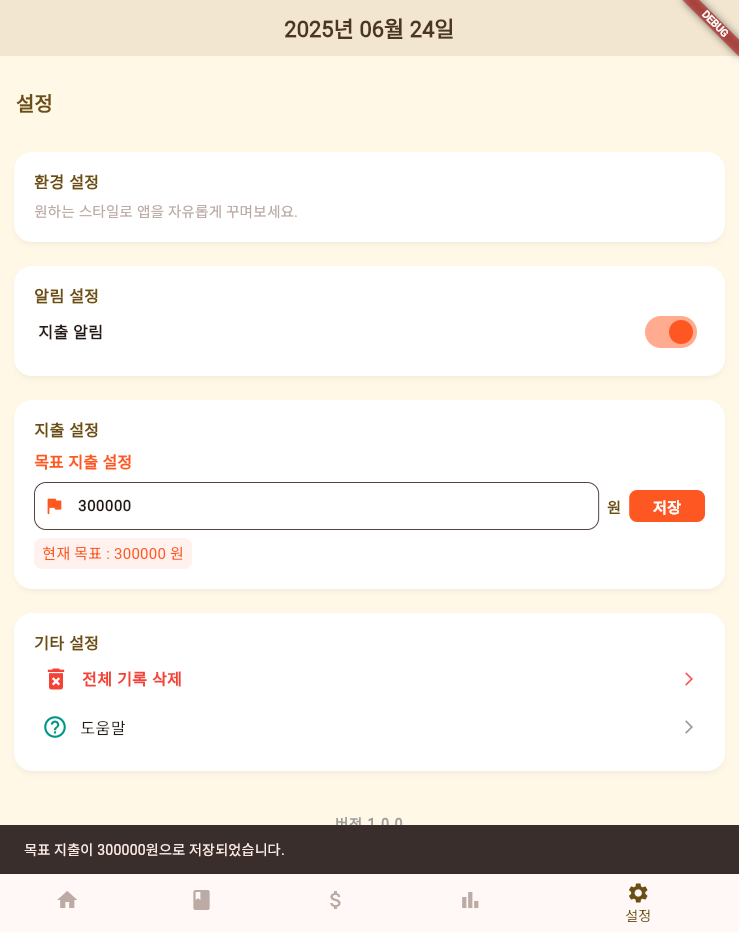 2025년 06월 24일
DEBUG
설정
환경 설정
원하는 스타일로 앱을 자유롭게 꾸며보세요.
알림 설정
지출 알림
지출 설정
목표 지출 설정
300000 원 저장
현재 목표 : 300000 원
기타 설정
전체 기록 삭제
도움말
버전 1.0.0
목표 지출이 300000원으로 저장되었습니다.
설정